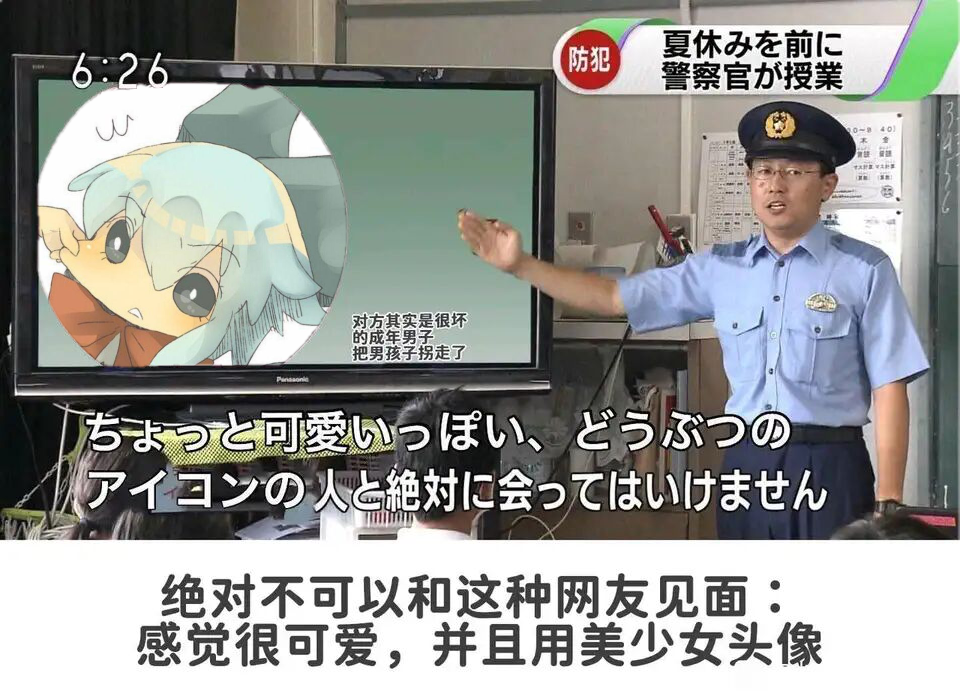 6:26
防犯
夏休みを前に
警察官が授業
木 金
对方其实是很坏
的成年男子
把男孩子拐走了
Panasonic
ちょっと可愛いっぽい、どうぶつの
アイコンの人と絶対に会ってはいけません
绝对不可以和这种网友见面：
感觉很可爱，并且用美少女头像